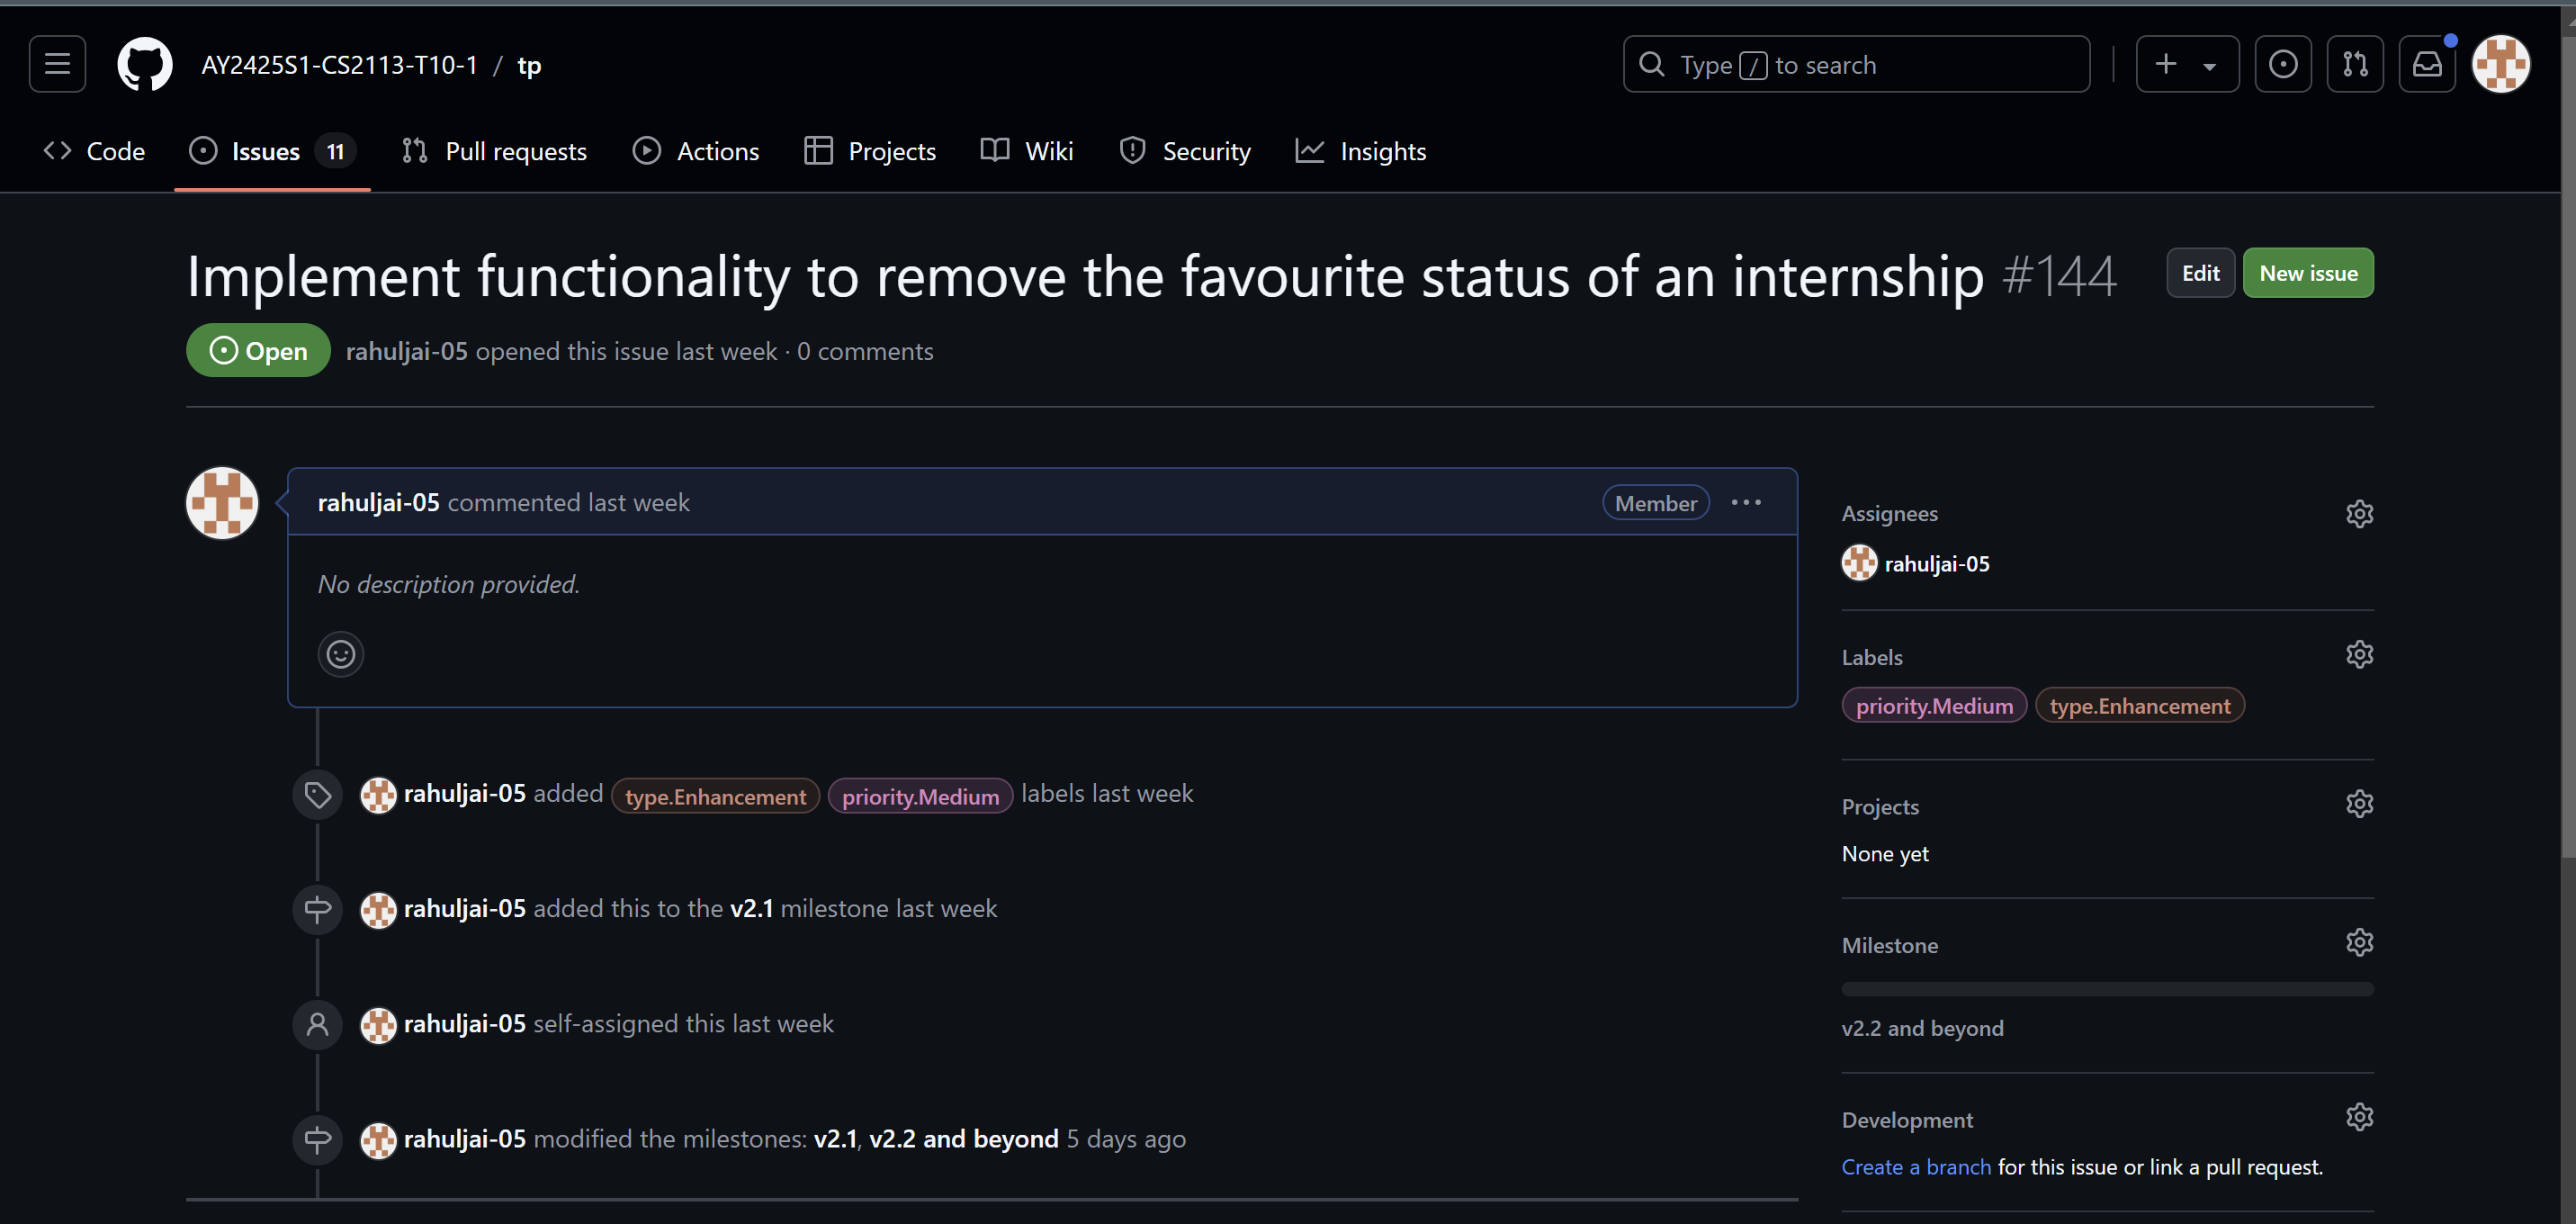 AY2425S1-CS2113-T10-1 / tp
Type / to search
Code Issues 11 Pull requests Actions Projects Wiki Security Insights
Implement functionality to remove the favourite status of an internship #144
Edit New issue
Open rahuljai-05 opened this issue last week · 0 comments
rahuljai-05 commented last week Member
No description provided.
rahuljai-05 added type.Enhancement priority.Medium labels last week
rahuljai-05 added this to the v2.1 milestone last week
rahuljai-05 self-assigned this last week
rahuljai-05 modified the milestones: v2.1, v2.2 and beyond 5 days ago
Assignees
rahuljai-05
Labels
priority.Medium type.Enhancement
Projects
None yet
Milestone
v2.2 and beyond
Development
Create a branch for this issue or link a pull request.